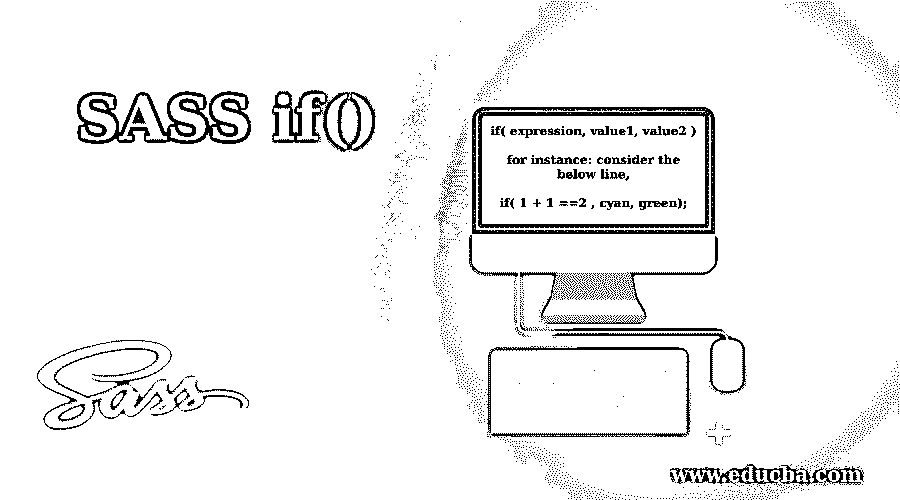 SASS if()
if( expression, value1, value2 )
for instance: consider the
below line,
if( 1 + 1 ==2 , cyan, green);
Sass
www.educba.com